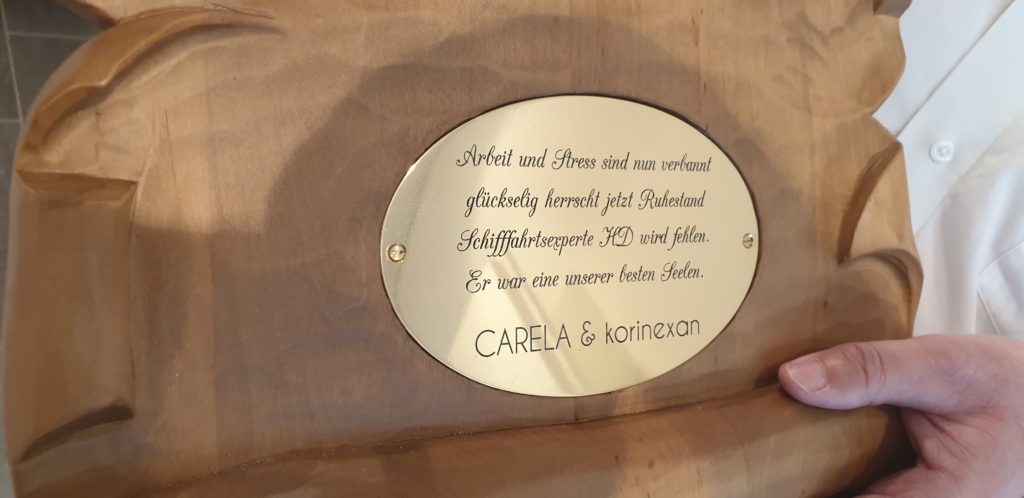 Arbeit und Stress sind nun verbannt
glückselig herrscht jetzt Ruhestand
Schifffahrtsexperte HD wird fehlen.
Er war eine unserer besten Seelen.
CARELA & korinexan